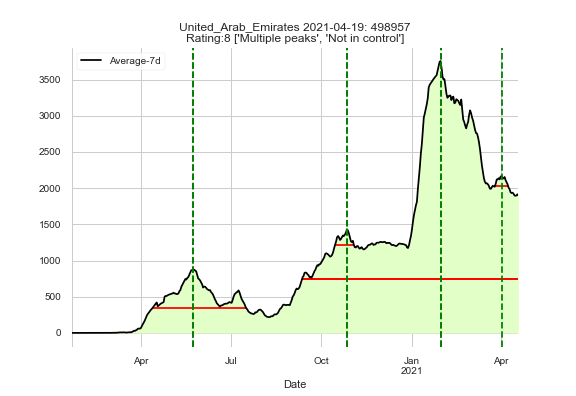 United_Arab_Emirates 2021-04-19: 498957
Rating:8 ['Multiple peaks', 'Not in control']
Average-7d
3500
3000
2500
2000
1500
1000
500
0
Apr
Jul
Oct
Jan
2021
Apr
Date